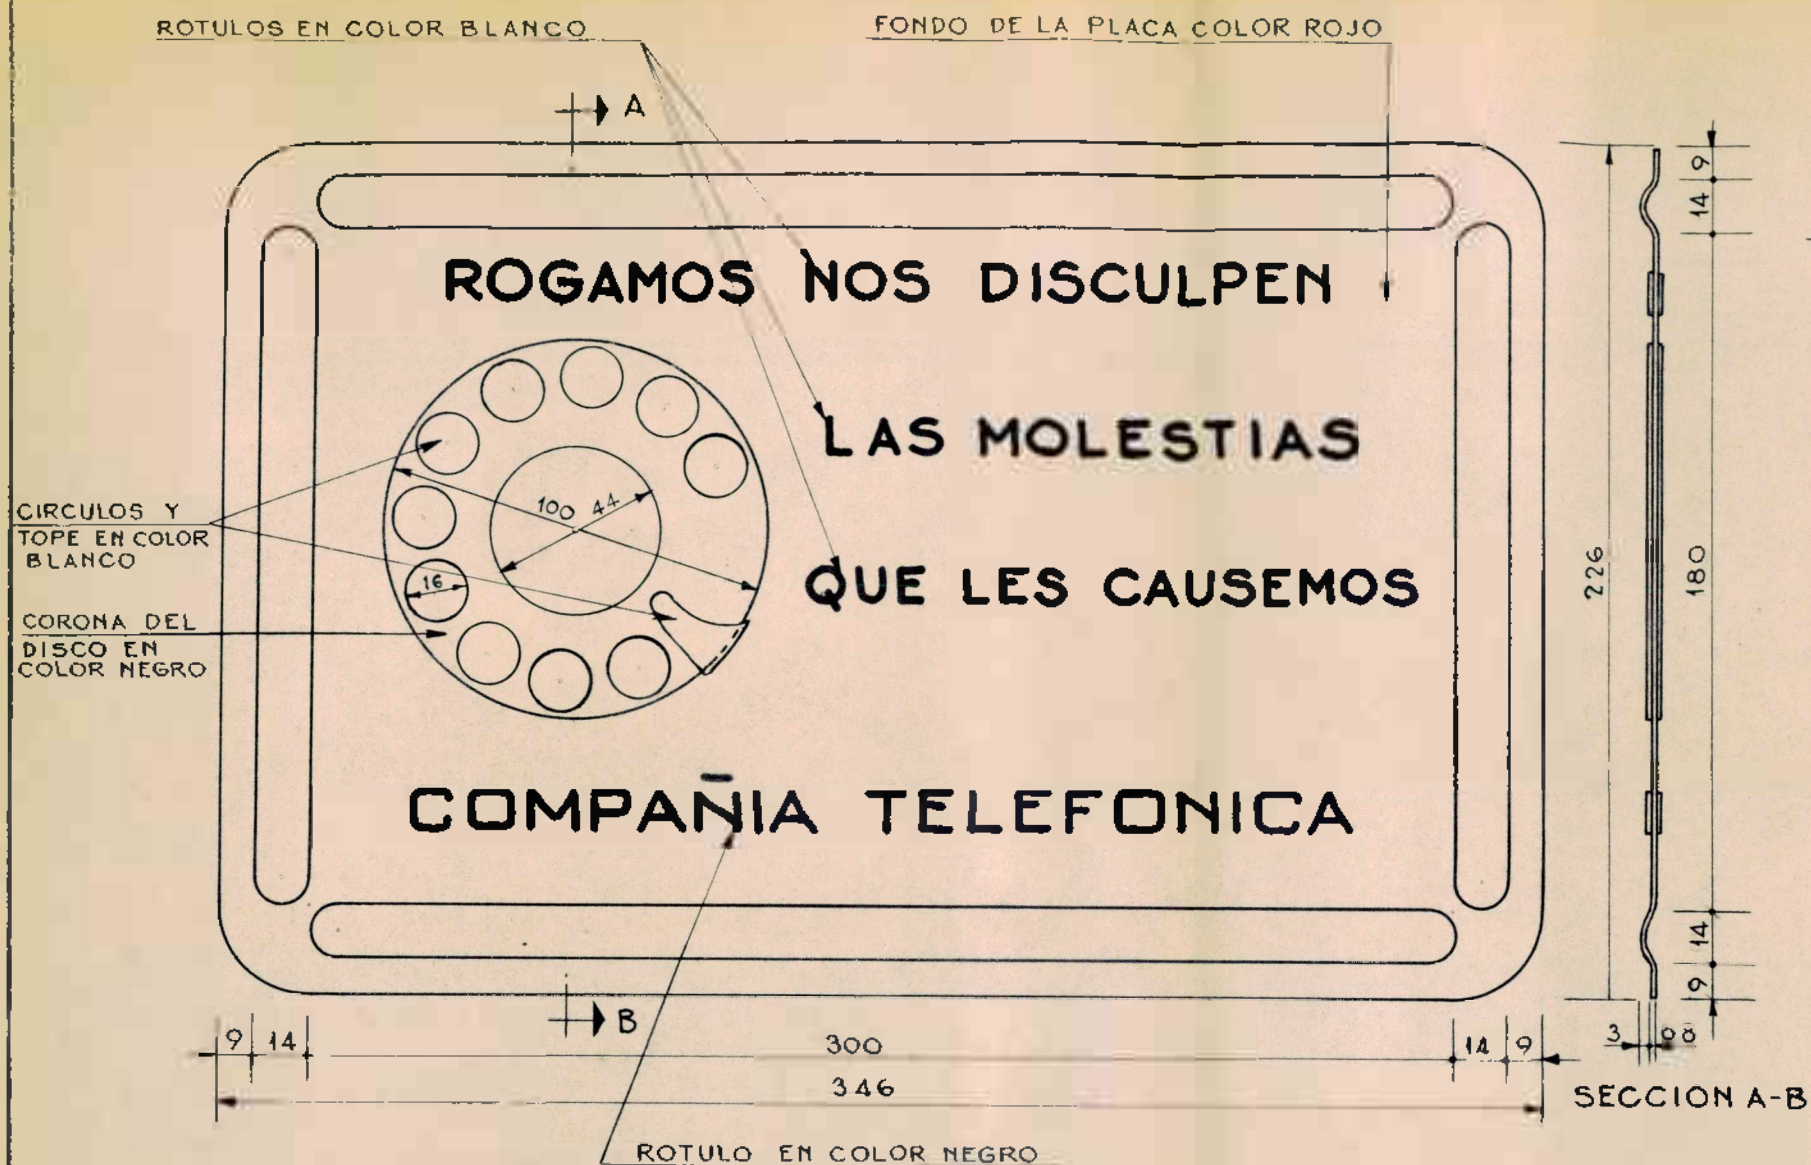 ROTULOS EN COLOR BLANCO
FONDO DE LA PLACA COLOR ROJO
A
ROGAMOS NOS DISCULPEN
LAS MOLESTIAS
QUE LES CAUSEMOS
COMPAÑIA TELEFONICA
100 44
16
CIRCULOS Y
TOPE EN COLOR
BLANCO
CORONA DEL
DISCO EN
COLOR NEGRO
B
9 14 300 14 9
346
ROTULO EN COLOR NEGRO
9
14
226
180
14
9
3 08
SECCION A-B